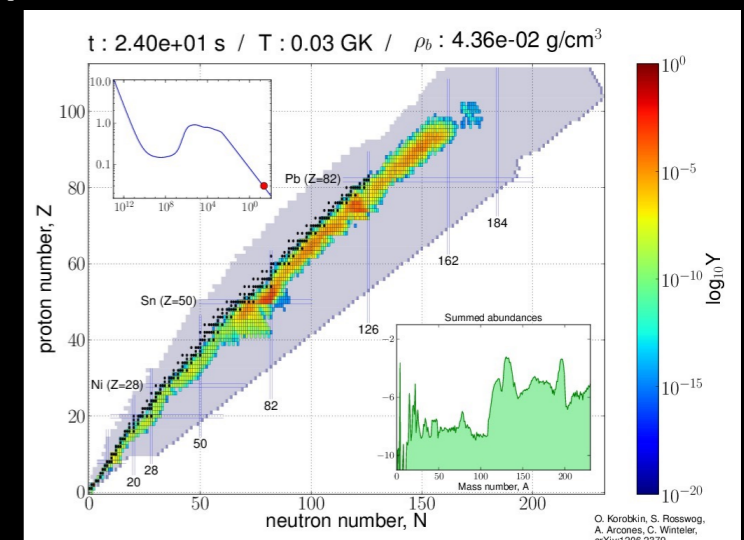 t : 2.40e+01 s / T : 0.03 GK / ρ_b : 4.36e-02 g/cm³
10.0
1.0
0.1
10¹² 10⁸ 10⁴ 10⁰
100
80
60
40
20
0
proton number, Z
Pb (Z=82)
Sn (Z=50)
Ni (Z=28)
20
28
50
82
126
162
184
Summed abundances
−2
−6
−10
0 50 100 150 200
Mass number, A
0 50 100 150 200
neutron number, N
10⁰
10⁻⁵
10⁻¹⁰
10⁻¹⁵
10⁻²⁰
log₁₀Y
O. Korobkin, S. Rosswog,
A. Arcones, C. Winteler,